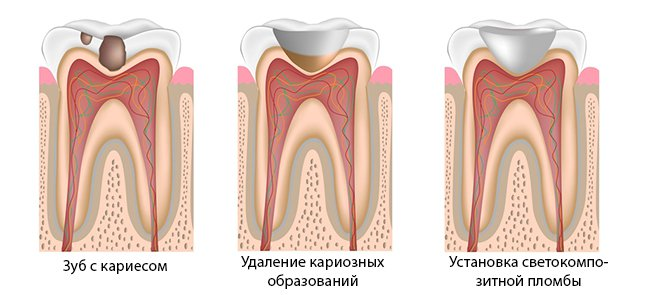 Зуб с кариесом
Удаление кариозных
образований
Установка светокомпо-
зитной пломбы